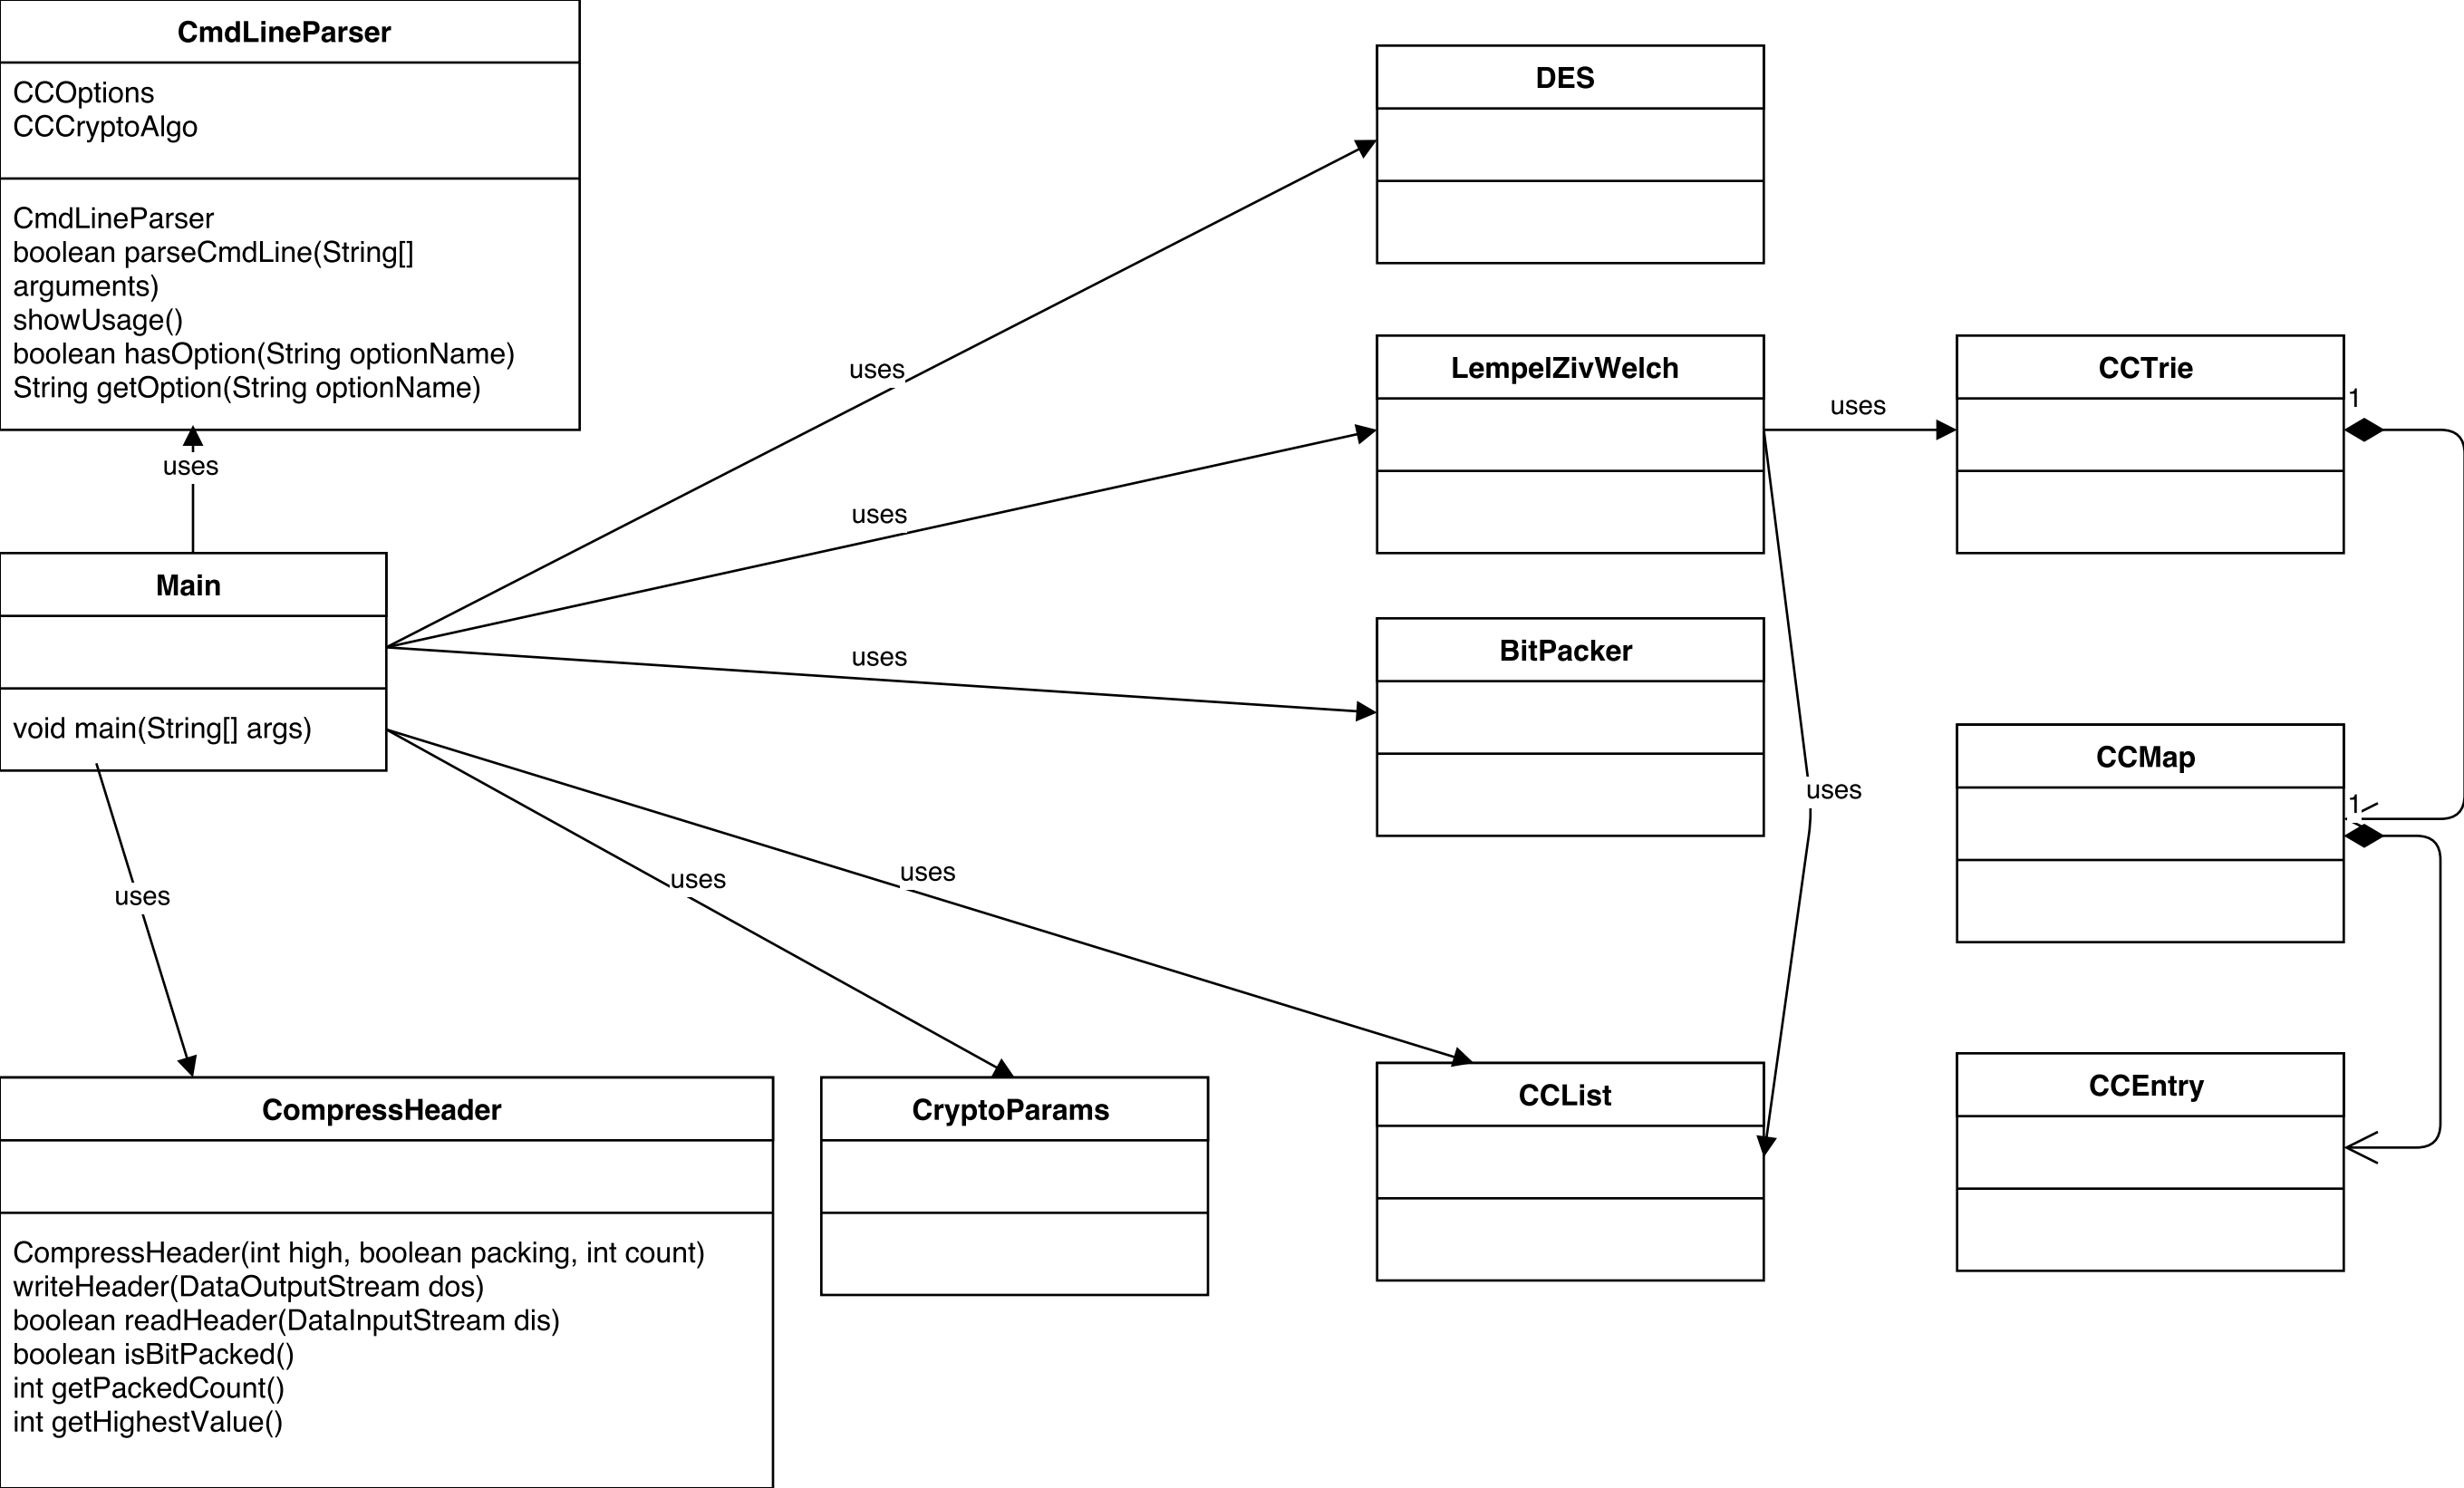 CmdLineParser
CCOptions
CCCryptoAlgo
CmdLineParser
boolean parseCmdLine(String[]
arguments)
showUsage()
boolean hasOption(String optionName)
String getOption(String optionName)
uses
Main
void main(String[] args)
uses
CompressHeader
CompressHeader(int high, boolean packing, int count)
writeHeader(DataOutputStream dos)
boolean readHeader(DataInputStream dis)
boolean isBitPacked()
int getPackedCount()
int getHighestValue()
uses
uses
uses
uses
uses
CryptoParams
DES
LempelZivWelch
BitPacker
CCList
uses
uses
CCTrie
1
CCMap
1
CCEntry